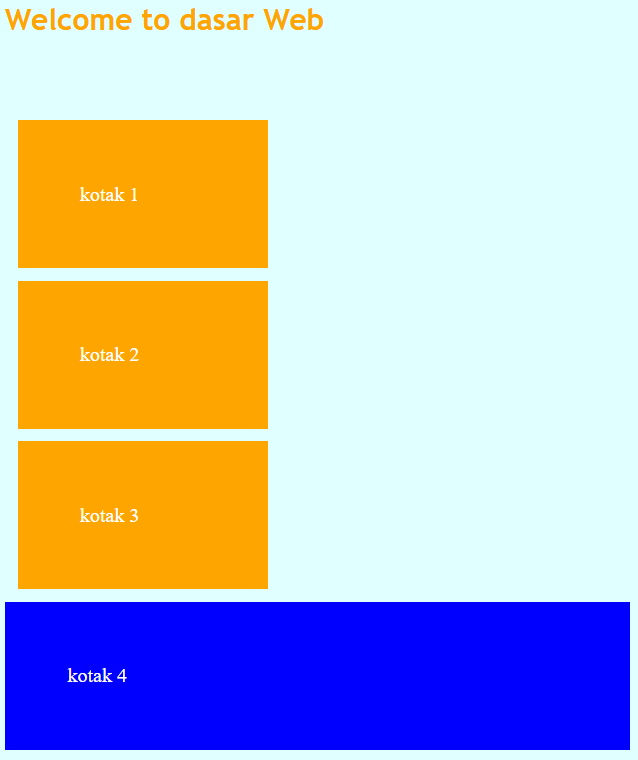 Welcome to dasar Web
kotak 1
kotak 2
kotak 3
kotak 4